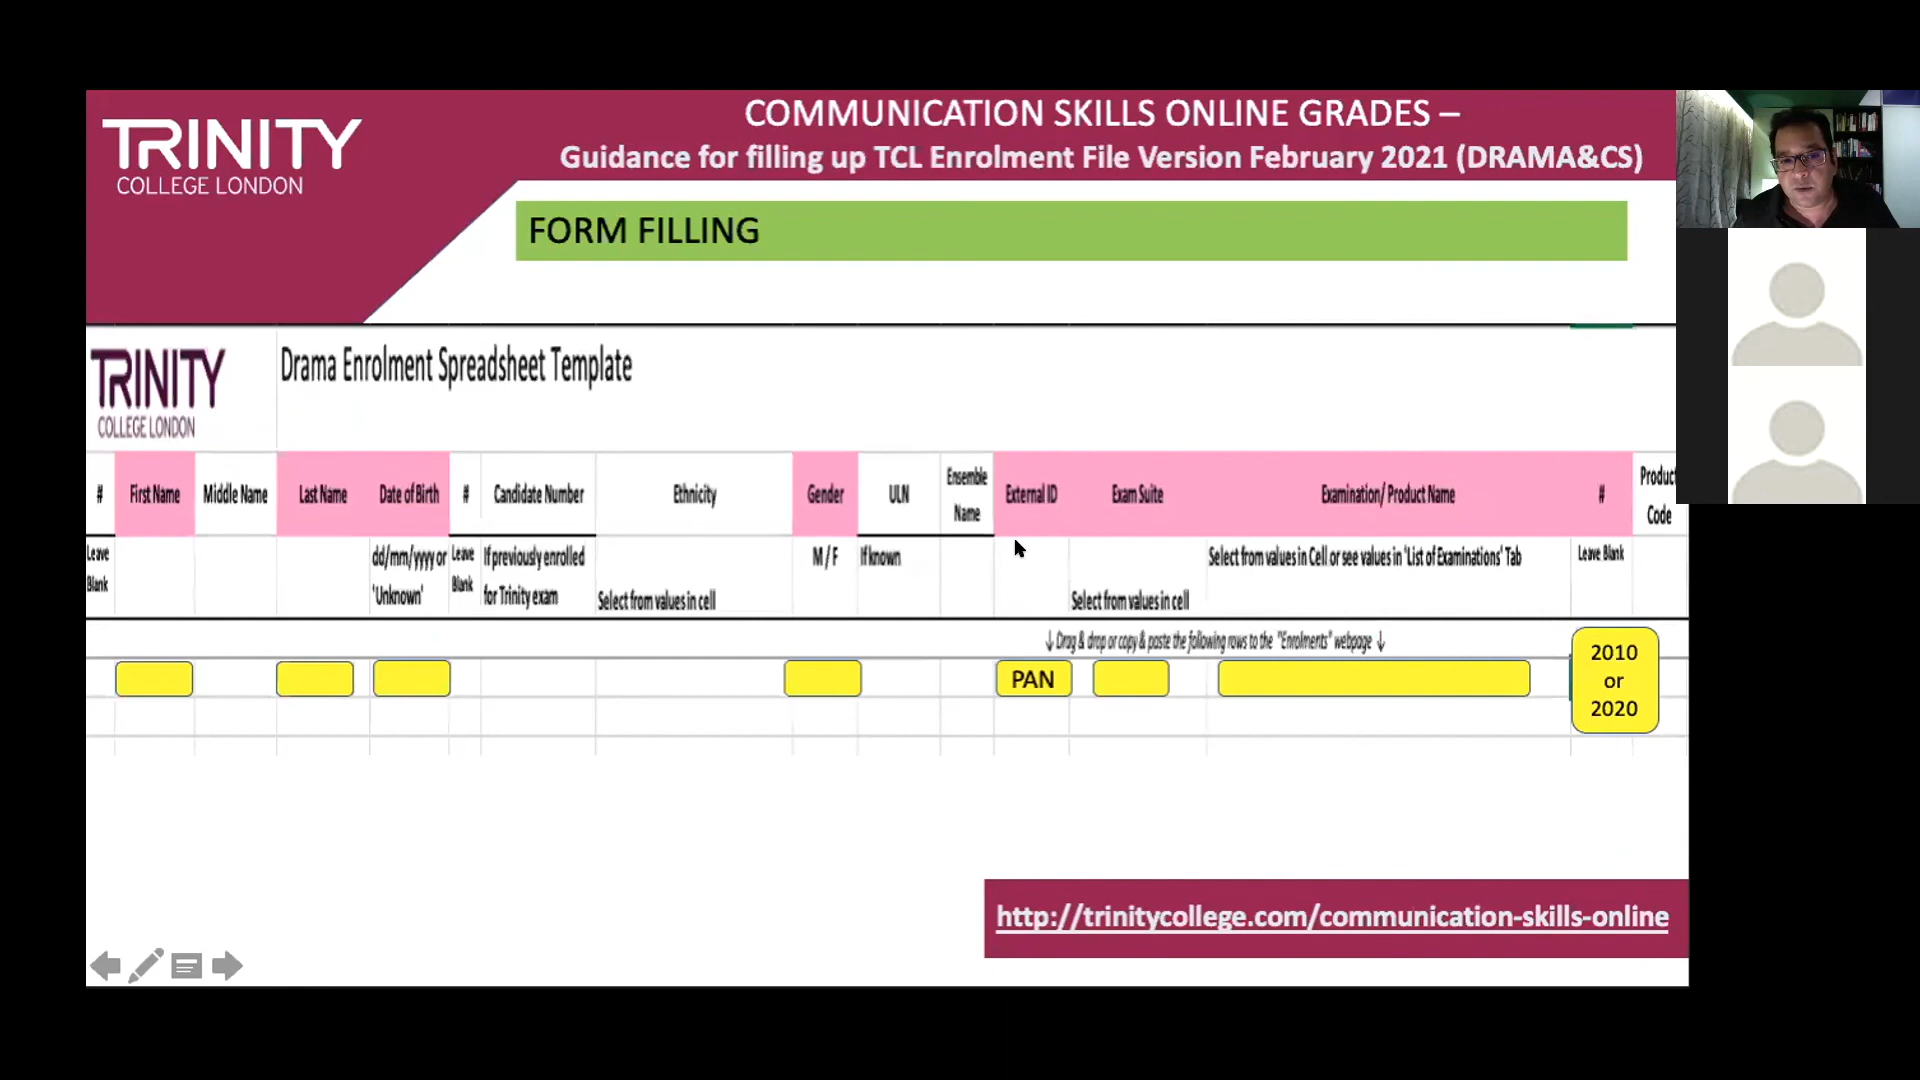 TRINITY
COLLEGE LONDON
COMMUNICATION SKILLS ONLINE GRADES –
Guidance for filling up TCL Enrolment File Version February 2021 (DRAMA&CS)
FORM FILLING
TRINITY
COLLEGE LONDON
Drama Enrolment Spreadsheet Template
# First Name Middle Name Last Name Date of Birth # Candidate Number Ethnicity Gender ULN Ensemble Name External ID Exam Suite Examination/ Product Name # Product Code
Leave Blank dd/mm/yyyy or 'Unknown' Leave Blank If previously enrolled for Trinity exam Select from values in cell M / F If known Select from values in cell Select from values in Cell or see values in 'List of Examinations' Tab Leave Blank
↓ Drag & drop or copy & paste the following rows to the "Enrolments" webpage ↓
PAN
2010
or
2020
http://trinitycollege.com/communication-skills-online